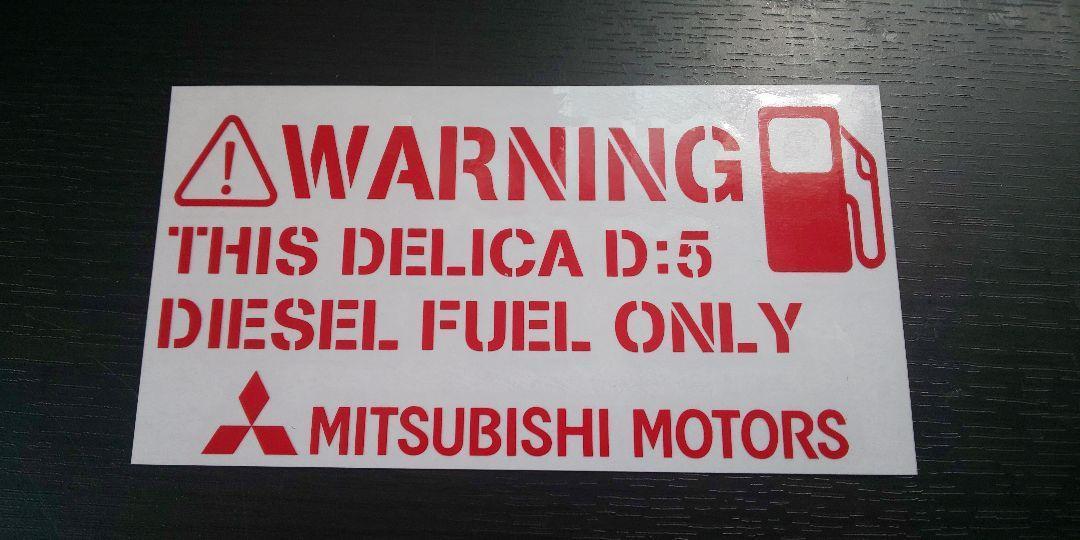 WARNING
THIS DELICA D:5
DIESEL FUEL ONLY
MITSUBISHI MOTORS